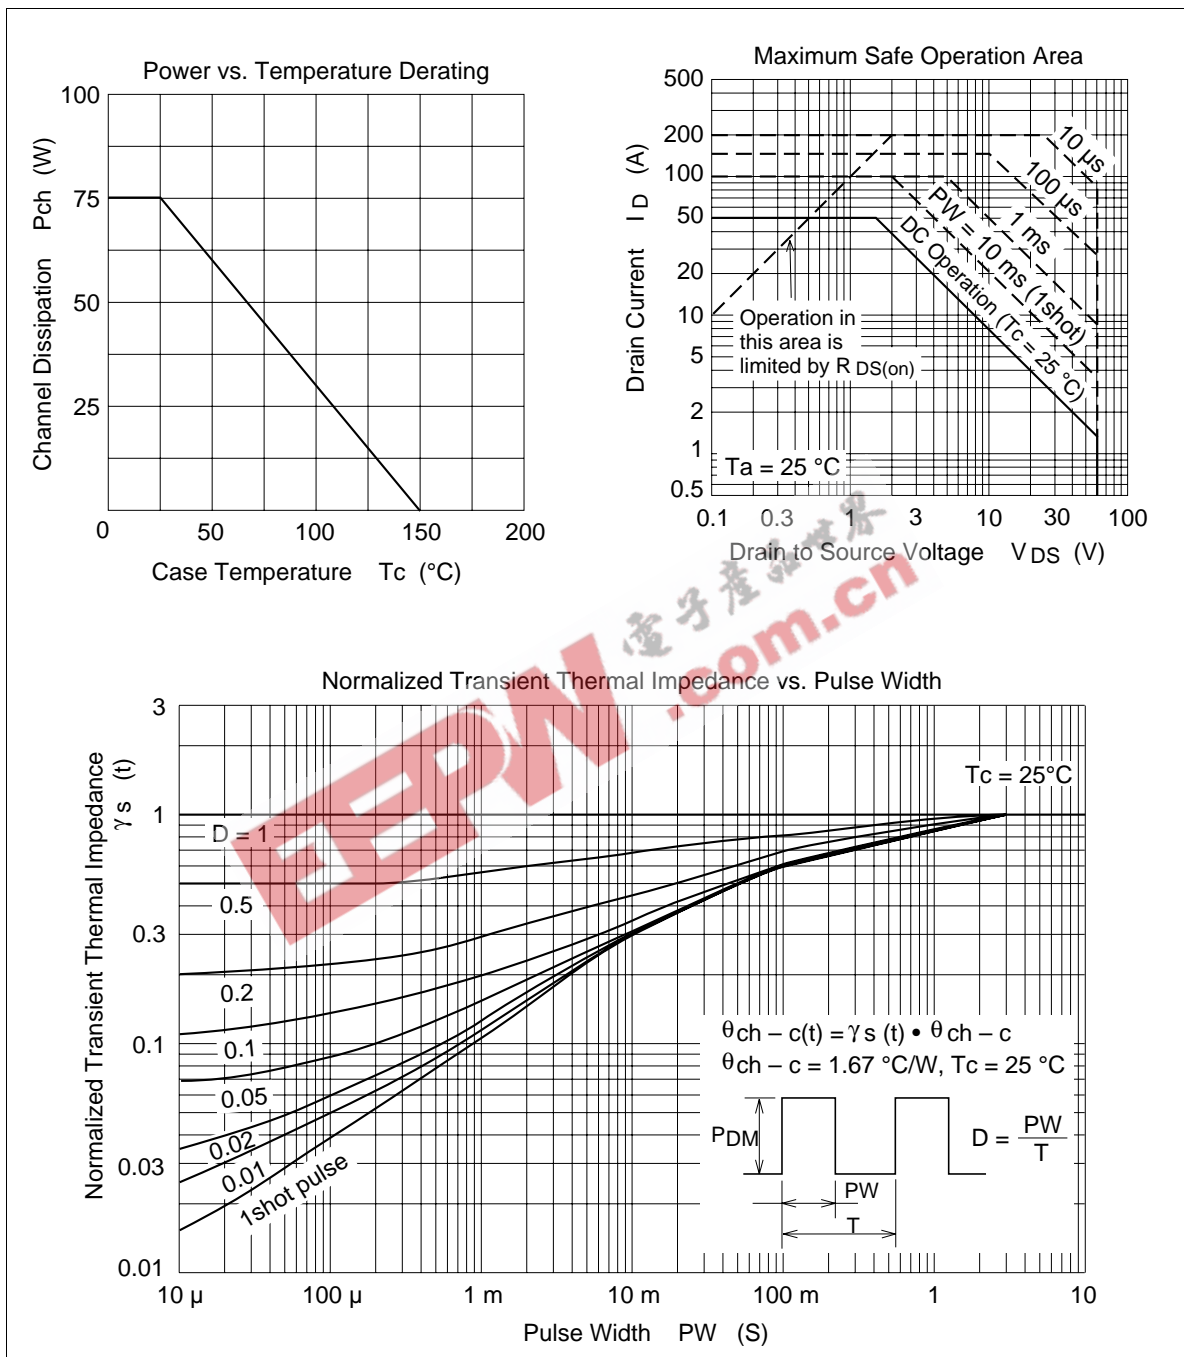 Power vs. Temperature Derating
100
75
50
25
Channel Dissipation Pch (W)
0 50 100 150 200
Case Temperature Tc (°C)
Maximum Safe Operation Area
500
200
100
50
20
10
5
2
1
0.5
Drain Current I D (A)
10 µs
100 µs
1 ms
PW = 10 ms (1shot)
DC Operation (Tc = 25 °C)
Operation in
this area is
limited by R DS(on)
Ta = 25 °C
0.1 0.3 1 3 10 30 100
Drain to Source Voltage V DS (V)
EEPW
電子產品世界
.com.cn
Normalized Transient Thermal Impedance vs. Pulse Width
3
1
0.3
0.1
0.03
0.01
Normalized Transient Thermal Impedance
γ s (t)
Tc = 25°C
D = 1
0.5
0.2
0.1
0.05
0.02
0.01
1shot pulse
θ ch – c(t) = γ s (t) • θ ch – c
θ ch – c = 1.67 °C/W, Tc = 25 °C
PDM
D = PW
T
PW
T
10 µ 100 µ 1 m 10 m 100 m 1 10
Pulse Width PW (S)